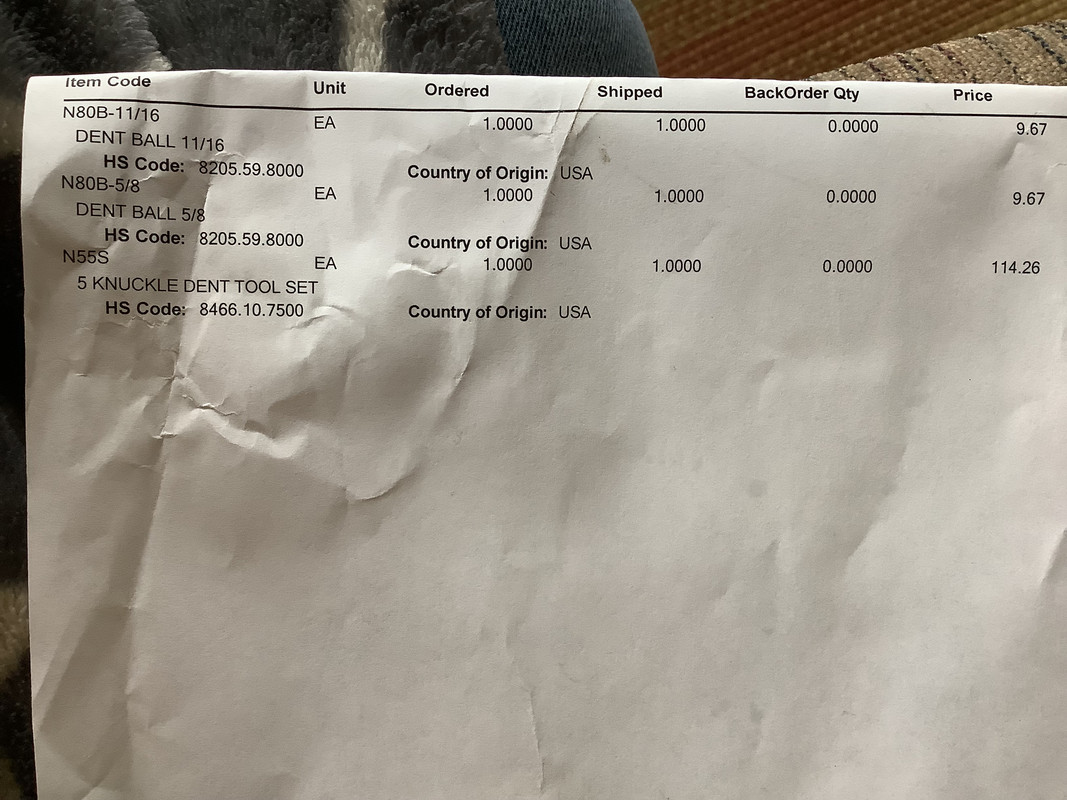 Item Code Unit Ordered Shipped BackOrder Qty Price
N80B-11/16 EA 1.0000 1.0000 0.0000 9.67
DENT BALL 11/16
HS Code: 8205.59.8000 Country of Origin: USA
N80B-5/8 EA 1.0000 1.0000 0.0000 9.67
DENT BALL 5/8
HS Code: 8205.59.8000 Country of Origin: USA
N55S EA 1.0000 1.0000 0.0000 114.26
5 KNUCKLE DENT TOOL SET
HS Code: 8466.10.7500 Country of Origin: USA